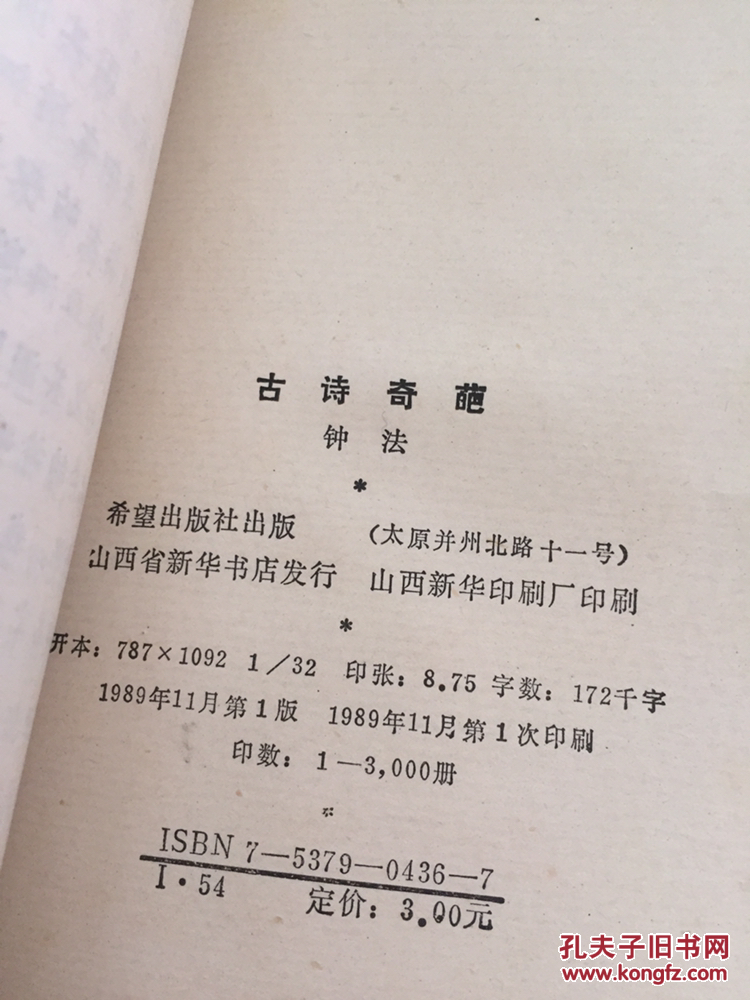 古诗奇葩
钟法
*
希望出版社出版 (太原并州北路十一号)
山西省新华书店发行 山西新华印刷厂印刷
*
开本：787×1092 1/32 印张：8.75 字数：172千字
1989年11月第1版 1989年11月第1次印刷
印数：1—3,000册
ISBN 7—5379—0436—7
I·54 定价：3.00元
孔夫子旧书网
www.kongfz.com